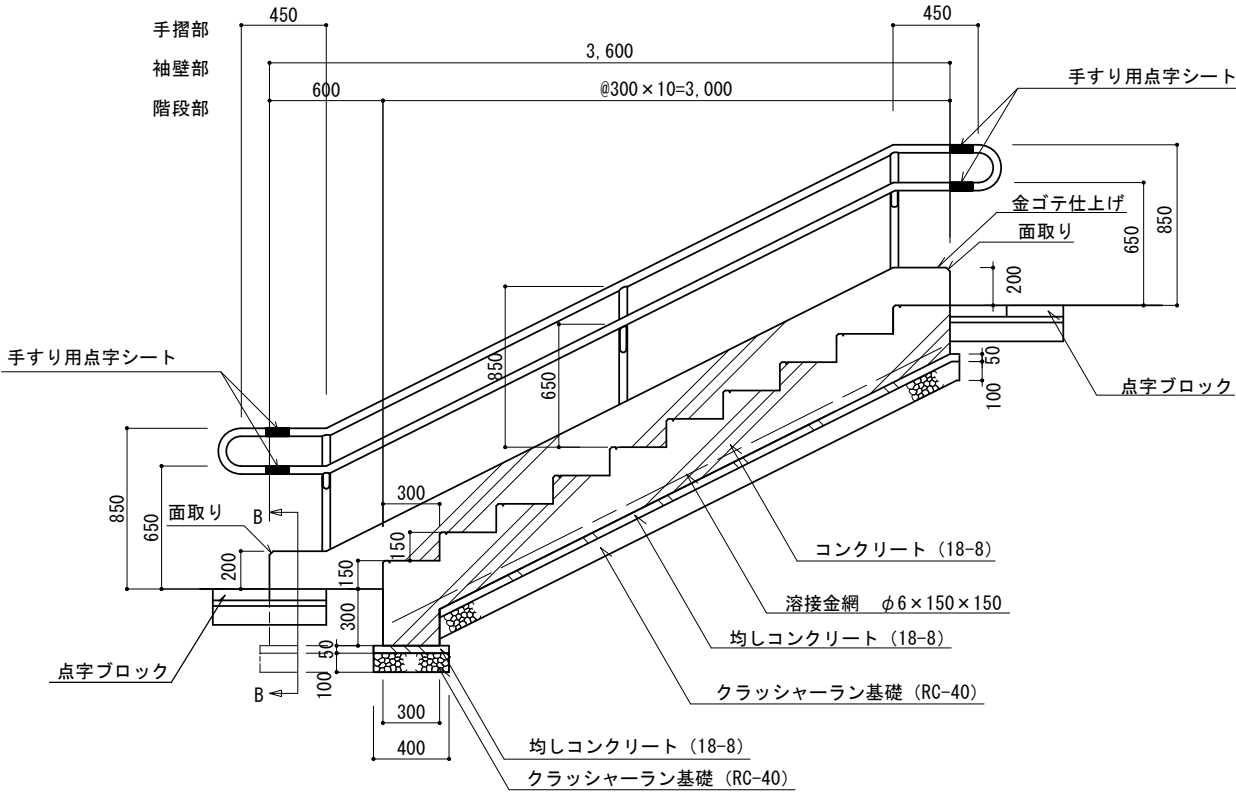 手摺部
450
450
袖壁部
3,600
階段部
600
@300×10=3,000
手すり用点字シート
金ゴテ仕上げ
面取り
850
650
200
850
650
50
100
点字ブロック
手すり用点字シート
850
650
面取り
B
200
300
150
150
300
50
100
B
点字ブロック
300
400
コンクリート (18-8)
溶接金網 φ6×150×150
均しコンクリート (18-8)
クラッシャーラン基礎 (RC-40)
均しコンクリート (18-8)
クラッシャーラン基礎 (RC-40)